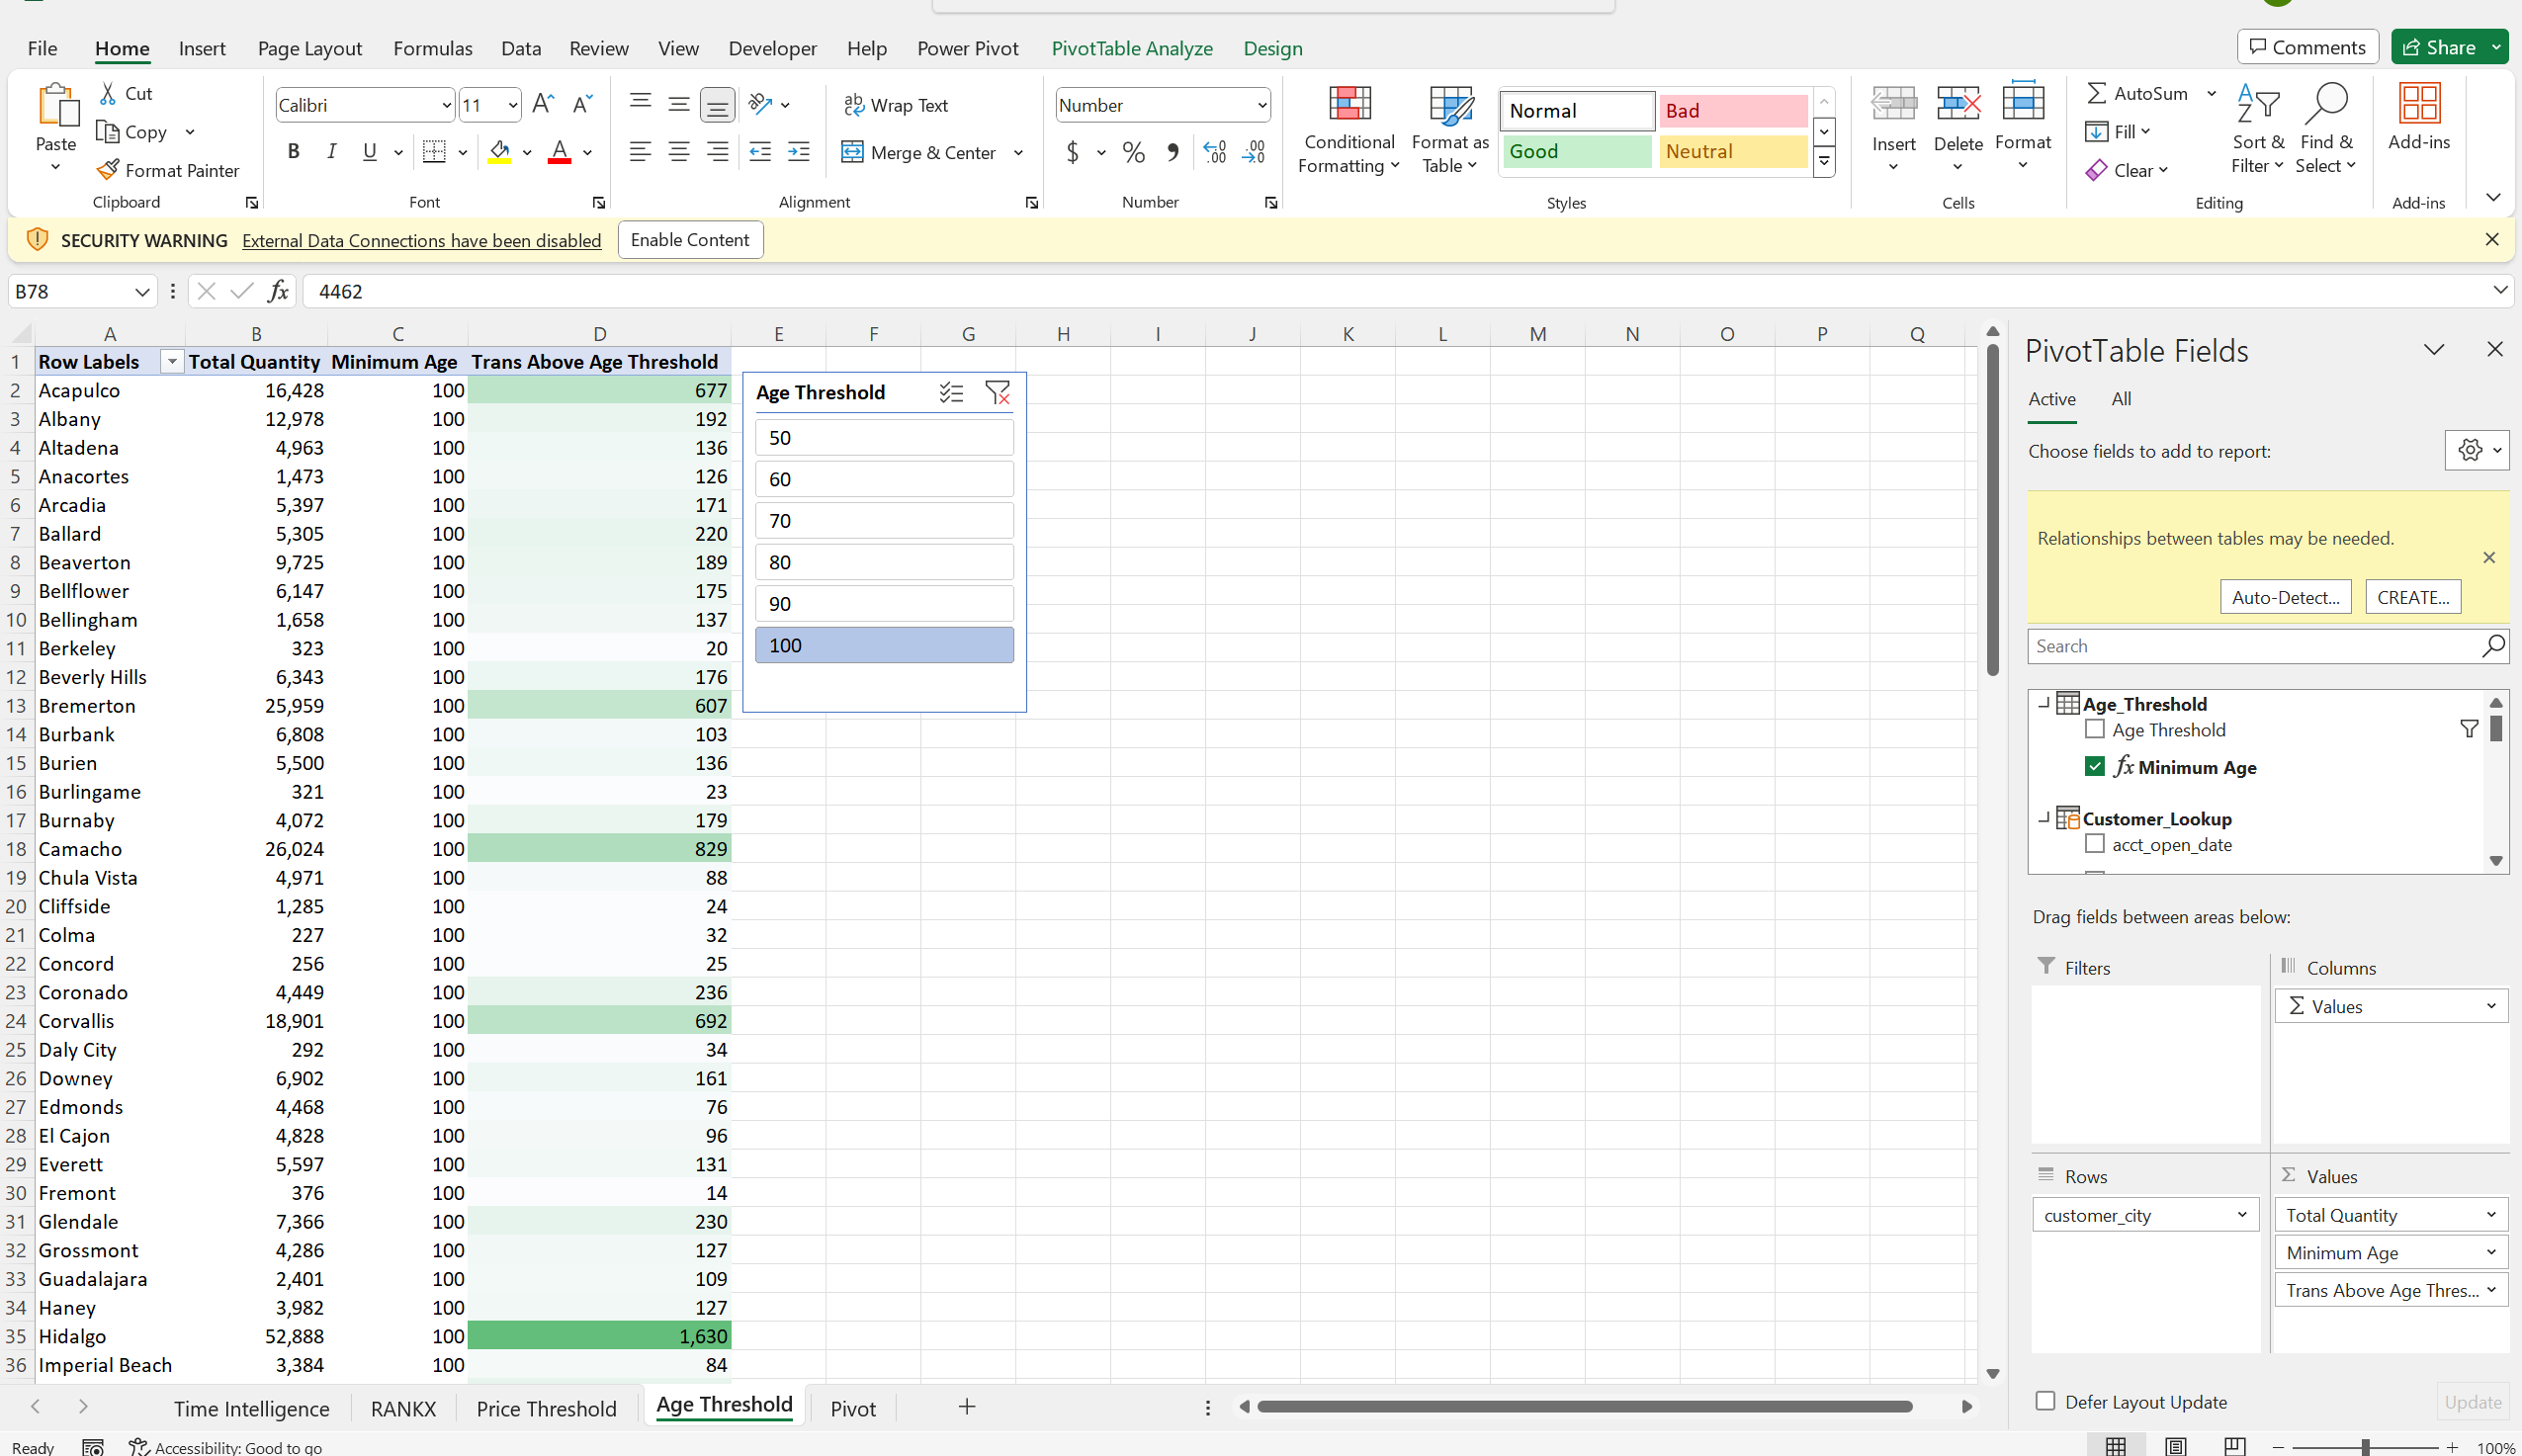 File Home Insert Page Layout Formulas Data Review View Developer Help Power Pivot PivotTable Analyze Design Comments Share
Paste Cut Copy Format Painter Clipboard
Calibri 11 A A B I U A Font
ab Wrap Text Merge & Center Alignment
Number $ % .00 Number
Conditional Formatting Format as Table Normal Bad Good Neutral Styles
Insert Delete Format Cells
AutoSum Fill Clear Sort & Filter Find & Select Editing
Add-ins Add-ins
SECURITY WARNING External Data Connections have been disabled Enable Content
B78 fx 4462
A B C D E F G H I J K L M N O P Q
1 Row Labels Total Quantity Minimum Age Trans Above Age Threshold
2 Acapulco 16,428 100 677
3 Albany 12,978 100 192
4 Altadena 4,963 100 136
5 Anacortes 1,473 100 126
6 Arcadia 5,397 100 171
7 Ballard 5,305 100 220
8 Beaverton 9,725 100 189
9 Bellflower 6,147 100 175
10 Bellingham 1,658 100 137
11 Berkeley 323 100 20
12 Beverly Hills 6,343 100 176
13 Bremerton 25,959 100 607
14 Burbank 6,808 100 103
15 Burien 5,500 100 136
16 Burlingame 321 100 23
17 Burnaby 4,072 100 179
18 Camacho 26,024 100 829
19 Chula Vista 4,971 100 88
20 Cliffside 1,285 100 24
21 Colma 227 100 32
22 Concord 256 100 25
23 Coronado 4,449 100 236
24 Corvallis 18,901 100 692
25 Daly City 292 100 34
26 Downey 6,902 100 161
27 Edmonds 4,468 100 76
28 El Cajon 4,828 100 96
29 Everett 5,597 100 131
30 Fremont 376 100 14
31 Glendale 7,366 100 230
32 Grossmont 4,286 100 127
33 Guadalajara 2,401 100 109
34 Haney 3,982 100 127
35 Hidalgo 52,888 100 1,630
36 Imperial Beach 3,384 100 84
Age Threshold
50
60
70
80
90
100
PivotTable Fields
Active All
Choose fields to add to report:
Relationships between tables may be needed.
Auto-Detect... CREATE...
Search
Age_Threshold
Age Threshold
fx Minimum Age
Customer_Lookup
acct_open_date
Drag fields between areas below:
Filters Columns
Σ Values
Rows Σ Values
customer_city Total Quantity
Minimum Age
Trans Above Age Thres...
Defer Layout Update Update
Time Intelligence RANKX Price Threshold Age Threshold Pivot +
Ready Accessibility: Good to go 100%